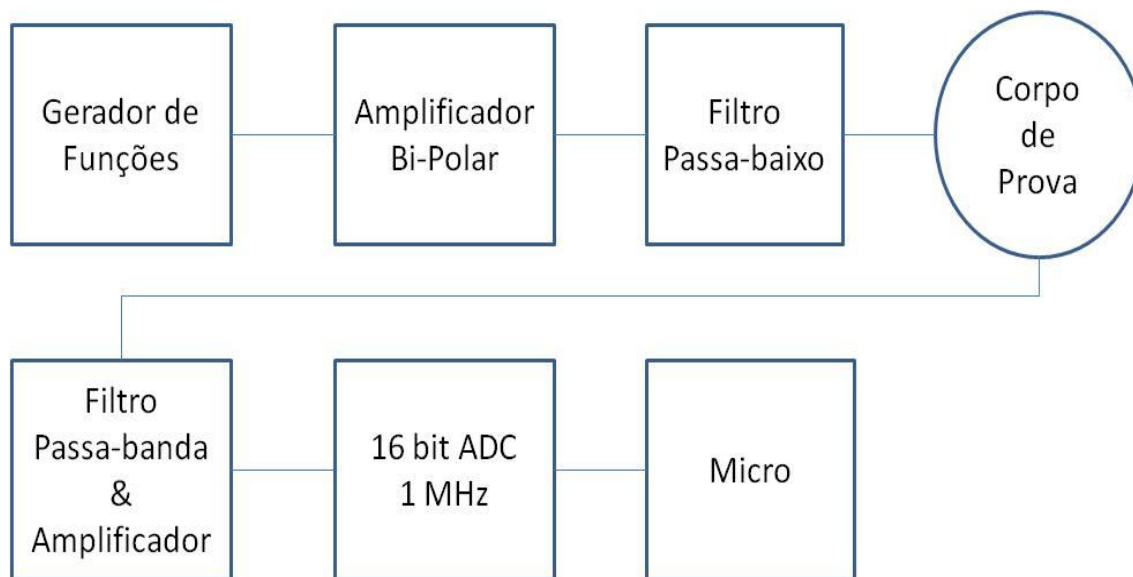 Gerador de
Funções
Amplificador
Bi-Polar
Filtro
Passa-baixo
Corpo
de
Prova
Filtro
Passa-banda
&
Amplificador
16 bit ADC
1 MHz
Micro